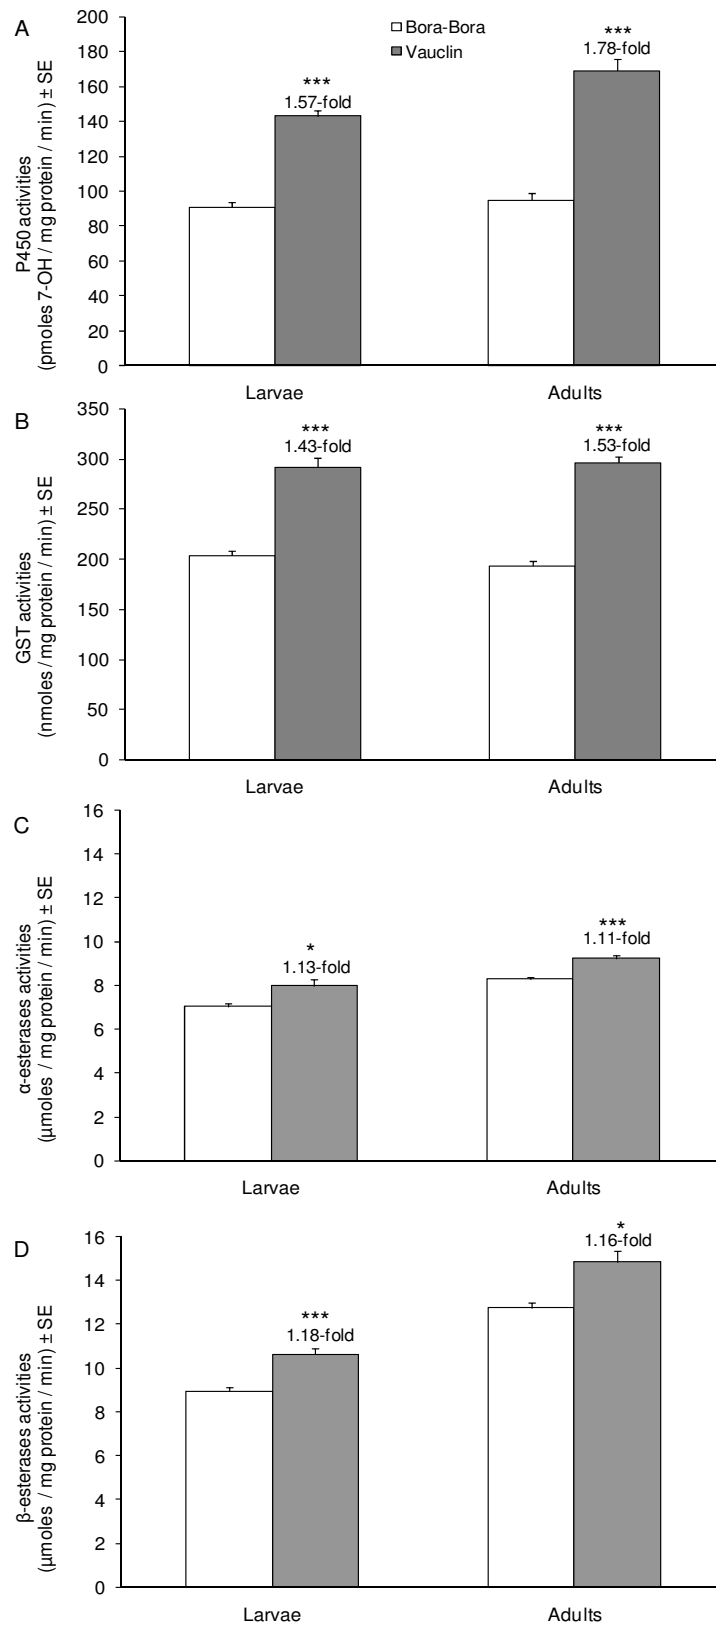 A
P450 activities
(pmoles 7-OH / mg protein / min) ± SE
200
180
160
140
120
100
80
60
40
20
0
Bora-Bora
Vauclin
***
1.57-fold
***
1.78-fold
Larvae
Adults
B
GST activities
(nmoles / mg protein / min) ± SE
350
300
250
200
150
100
50
0
***
1.43-fold
***
1.53-fold
Larvae
Adults
C
α-esterases activities
(µmoles / mg protein / min) ± SE
16
14
12
10
8
6
4
2
0
*
1.13-fold
***
1.11-fold
Larvae
Adults
D
β-esterases activities
(µmoles / mg protein / min) ± SE
16
14
12
10
8
6
4
2
0
***
1.18-fold
*
1.16-fold
Larvae
Adults